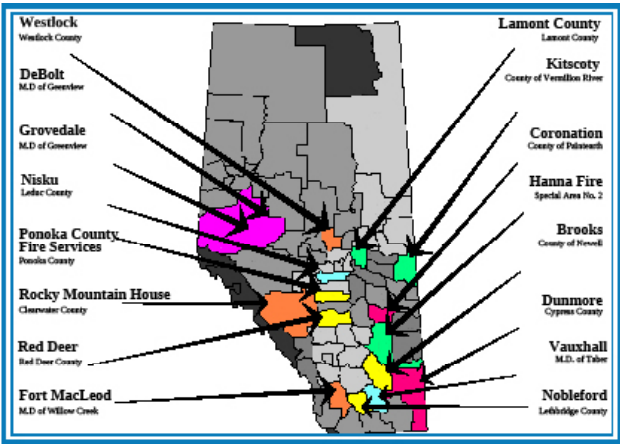 Westlock
Westlock County
DeBolt
M.D of Greenview
Grovedale
M.D of Greenview
Nisku
Leduc County
Ponoka County
Fire Services
Ponoka County
Rocky Mountain House
Clearwater County
Red Deer
Red Deer County
Fort MacLeod
M.D of Willow Creek
Lamont County
Lamont County
Kitscoty
County of Vermilion River
Coronation
County of Paintearth
Hanna Fire
Special Area No. 2
Brooks
County of Newell
Dunmore
Cypress County
Vauxhall
M.D. of Taber
Nobleford
Lethbridge County